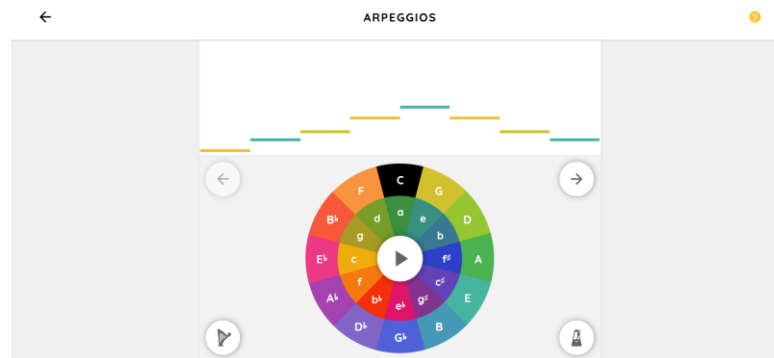 ARPEGGIOS
?
C
F
G
a
d
e
B♭
D
g
b
E♭
c
f♯
A
f
c♯
A♭
b♭
g♯
E
e♭
D♭
B
G♭